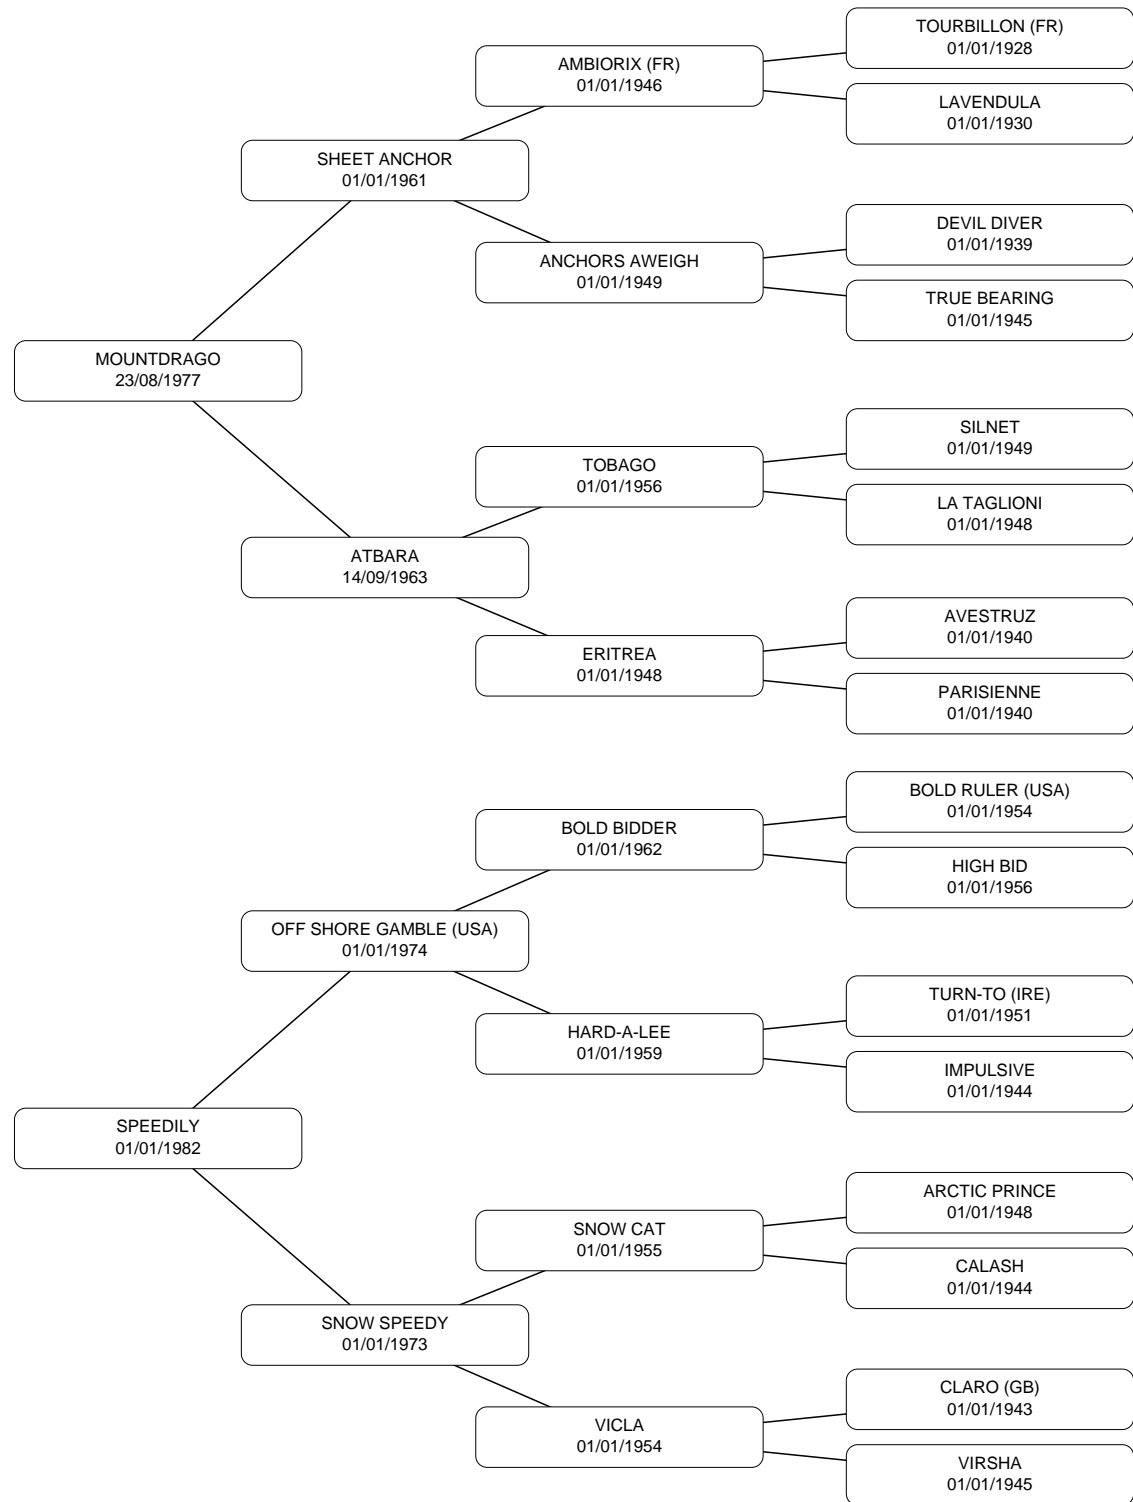 TOURBILLON (FR)
01/01/1928
AMBIORIX (FR)
01/01/1946
LAVENDULA
01/01/1930
SHEET ANCHOR
01/01/1961
DEVIL DIVER
01/01/1939
ANCHORS AWEIGH
01/01/1949
TRUE BEARING
01/01/1945
MOUNTDRAGO
23/08/1977
SILNET
01/01/1949
TOBAGO
01/01/1956
LA TAGLIONI
01/01/1948
ATBARA
14/09/1963
AVESTRUZ
01/01/1940
ERITREA
01/01/1948
PARISIENNE
01/01/1940
BOLD RULER (USA)
01/01/1954
BOLD BIDDER
01/01/1962
HIGH BID
01/01/1956
OFF SHORE GAMBLE (USA)
01/01/1974
TURN-TO (IRE)
01/01/1951
HARD-A-LEE
01/01/1959
IMPULSIVE
01/01/1944
SPEEDILY
01/01/1982
ARCTIC PRINCE
01/01/1948
SNOW CAT
01/01/1955
CALASH
01/01/1944
SNOW SPEEDY
01/01/1973
CLARO (GB)
01/01/1943
VICLA
01/01/1954
VIRSHA
01/01/1945